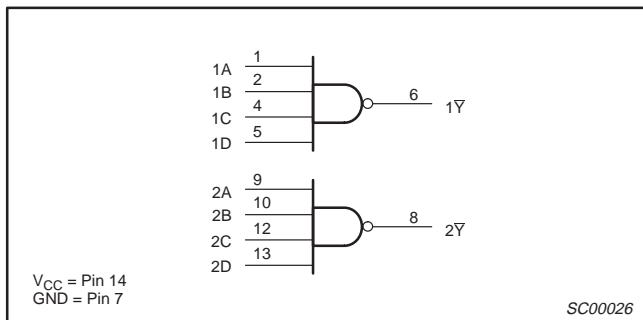 1A 1
1B 2
1C 4
1D 5
6 1Y̅
2A 9
2B 10
2C 12
2D 13
8 2Y̅
VCC = Pin 14
GND = Pin 7
SC00026